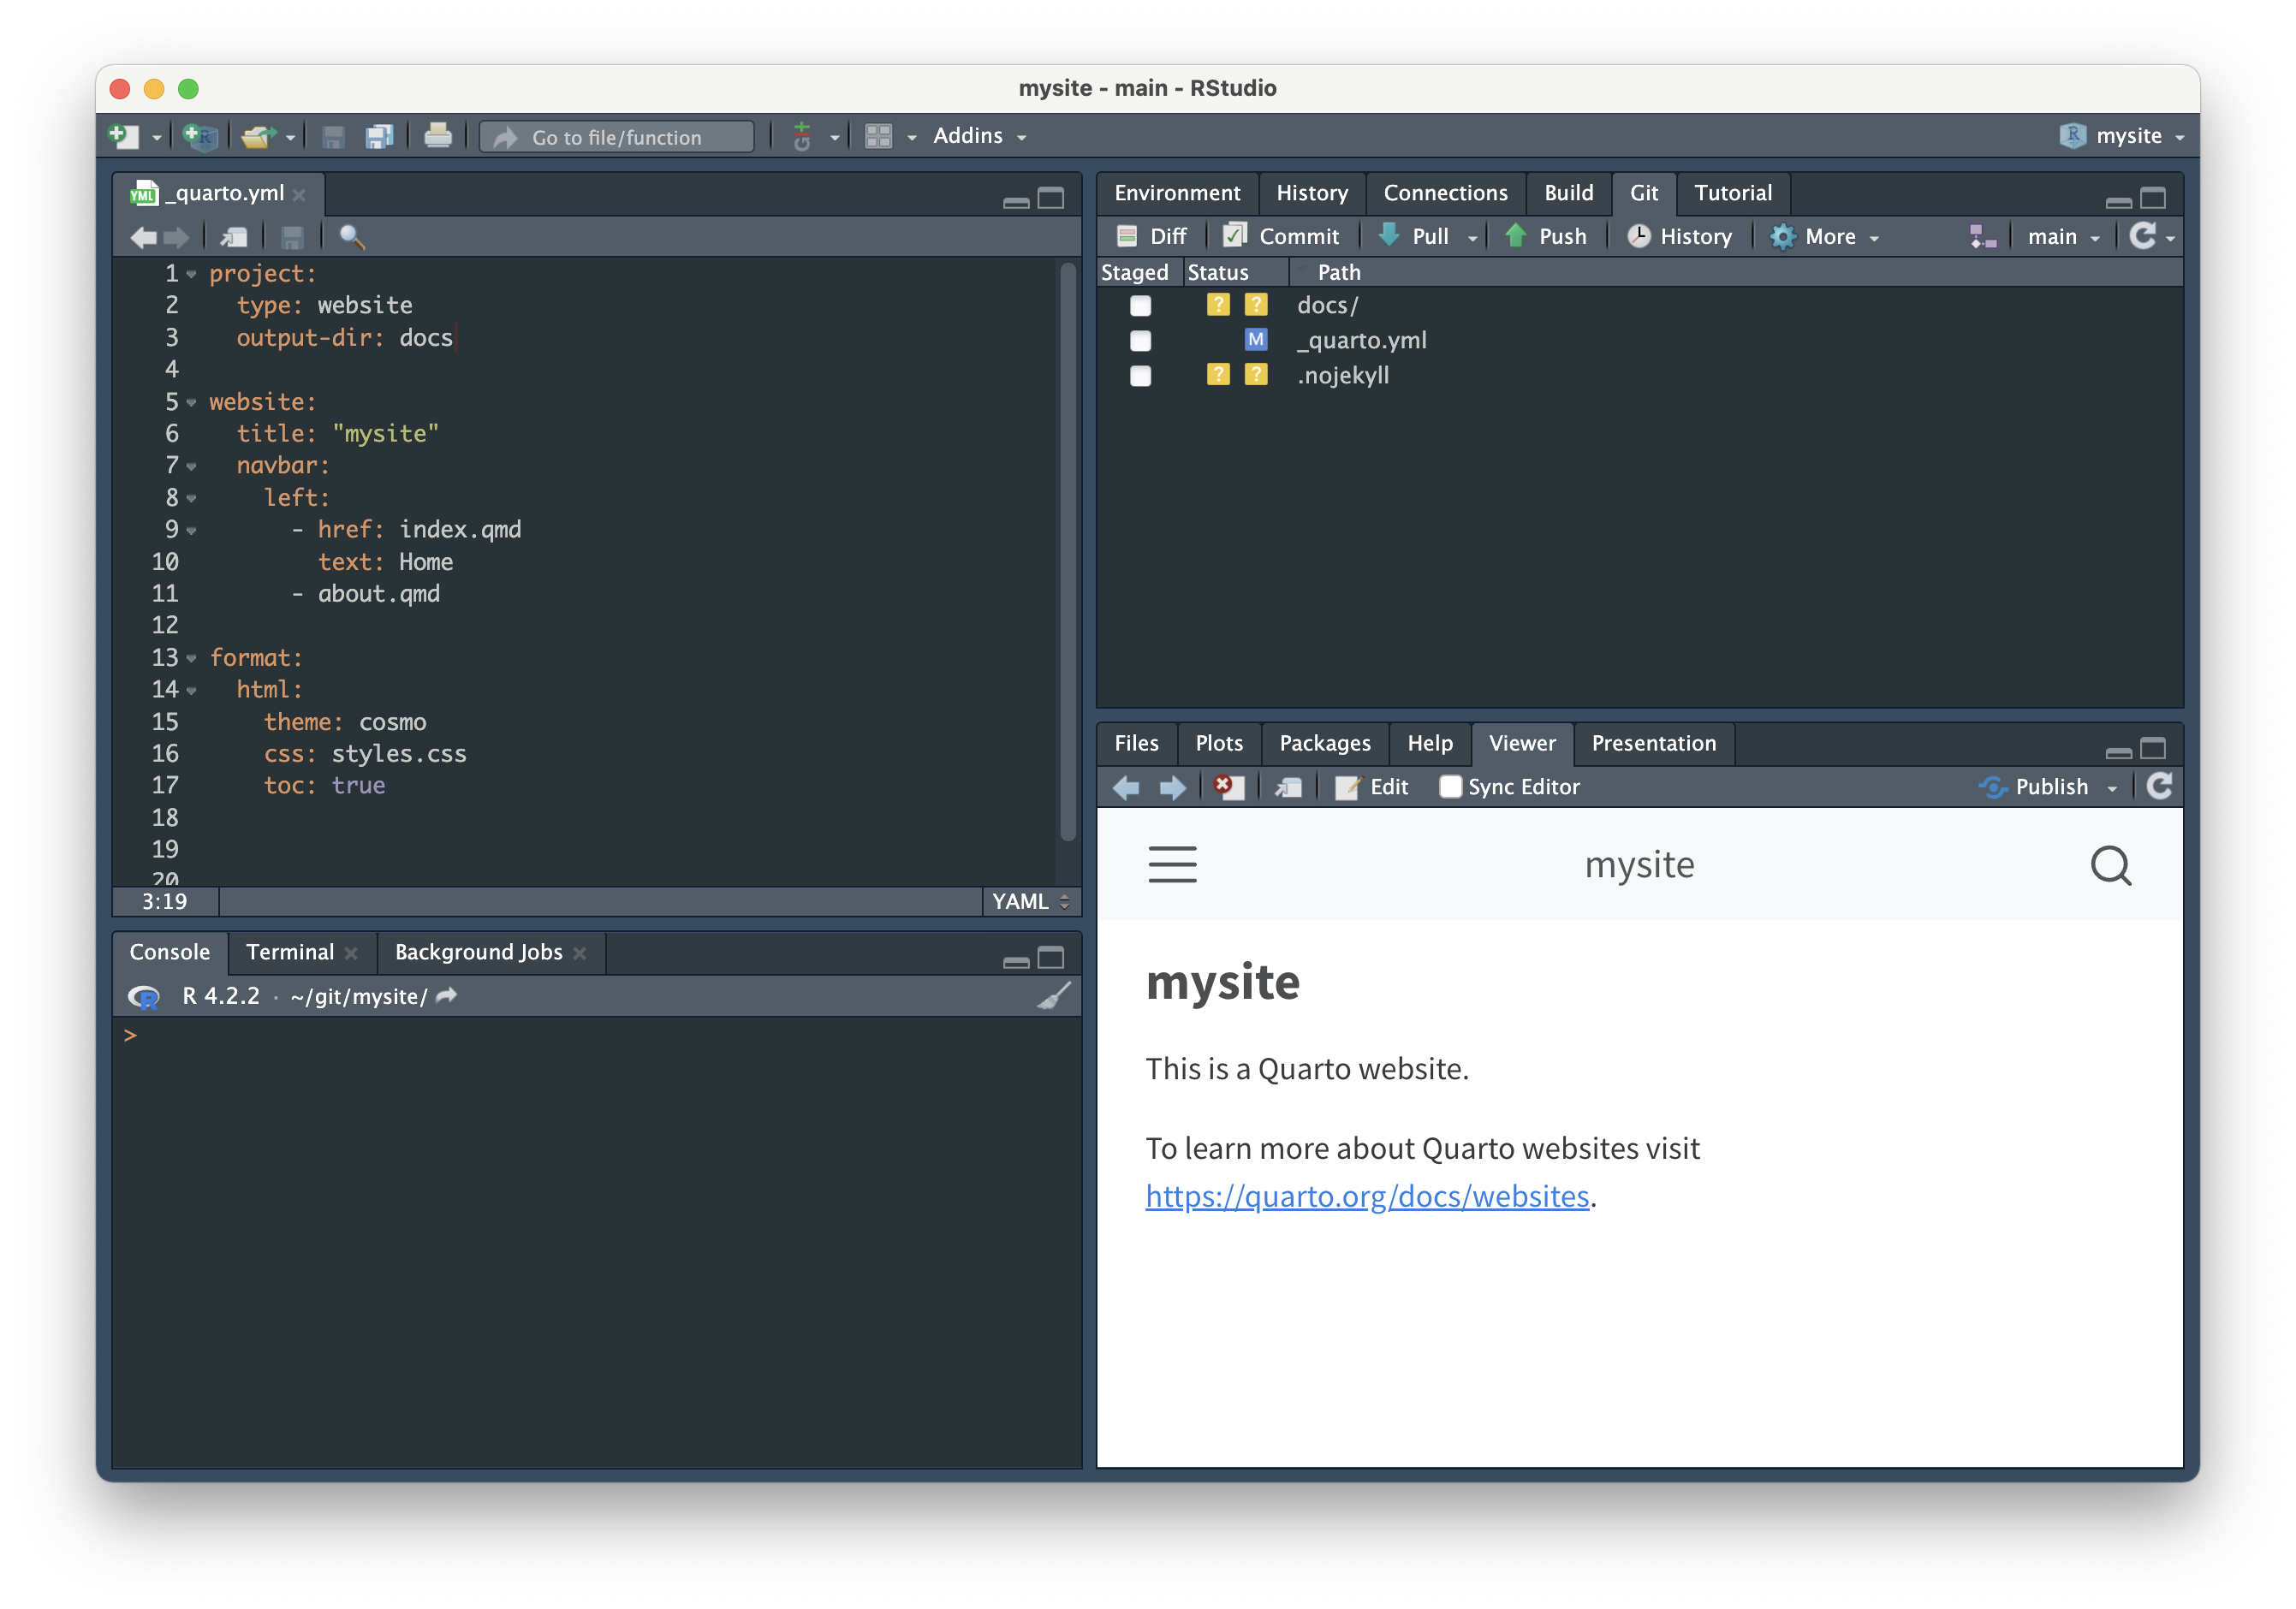 mysite - main - RStudio
Go to file/function
Addins
mysite
_quarto.yml
1 project:
2   type: website
3   output-dir: docs
4
5 website:
6   title: "mysite"
7   navbar:
8     left:
9       - href: index.qmd
10         text: Home
11       - about.qmd
12
13 format:
14   html:
15     theme: cosmo
16     css: styles.css
17     toc: true
18
19
20
3:19 YAML
Console Terminal Background Jobs
R 4.2.2 · ~/git/mysite/
>
Environment History Connections Build Git Tutorial
Diff Commit Pull Push History More main
Staged Status Path
? ? docs/
M _quarto.yml
? ? .nojekyll
Files Plots Packages Help Viewer Presentation
Edit Sync Editor Publish
mysite
mysite
This is a Quarto website.
To learn more about Quarto websites visit
https://quarto.org/docs/websites.